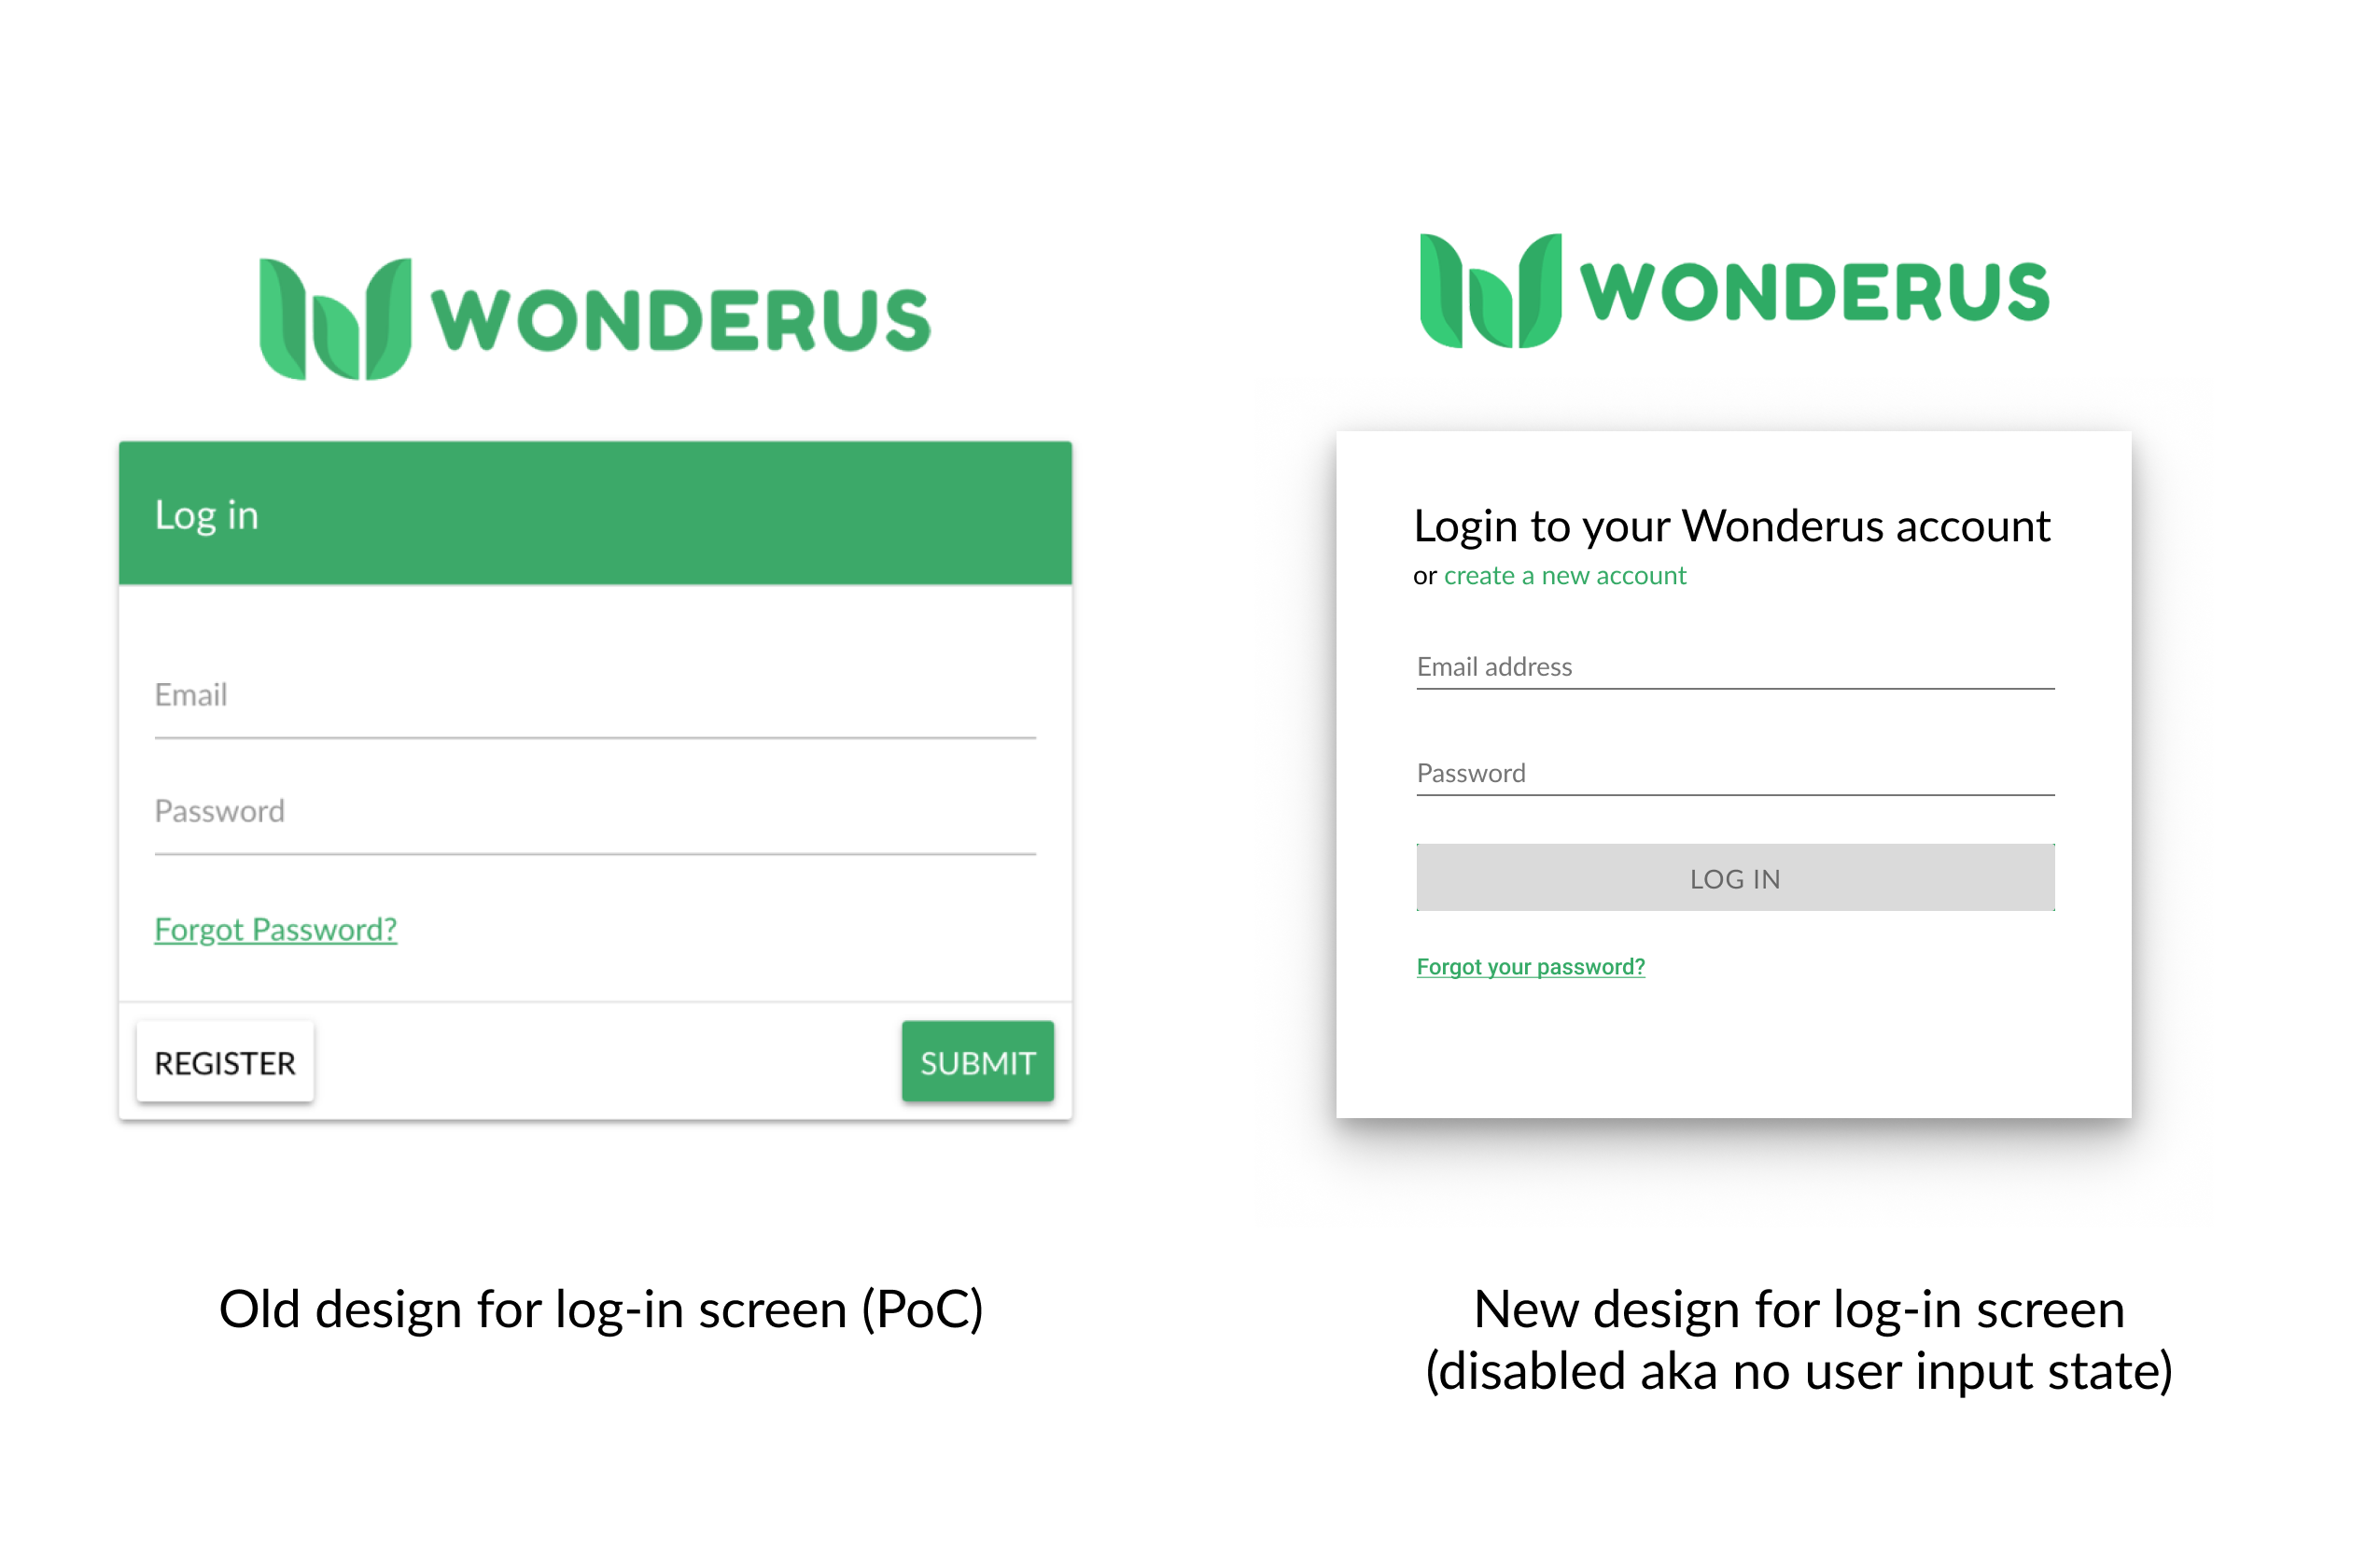 WONDERUS
Log in
Email
Password
Forgot Password?
REGISTER
SUBMIT
Old design for log-in screen (PoC)
WONDERUS
Login to your Wonderus account
or create a new account
Email address
Password
LOG IN
Forgot your password?
New design for log-in screen
(disabled aka no user input state)